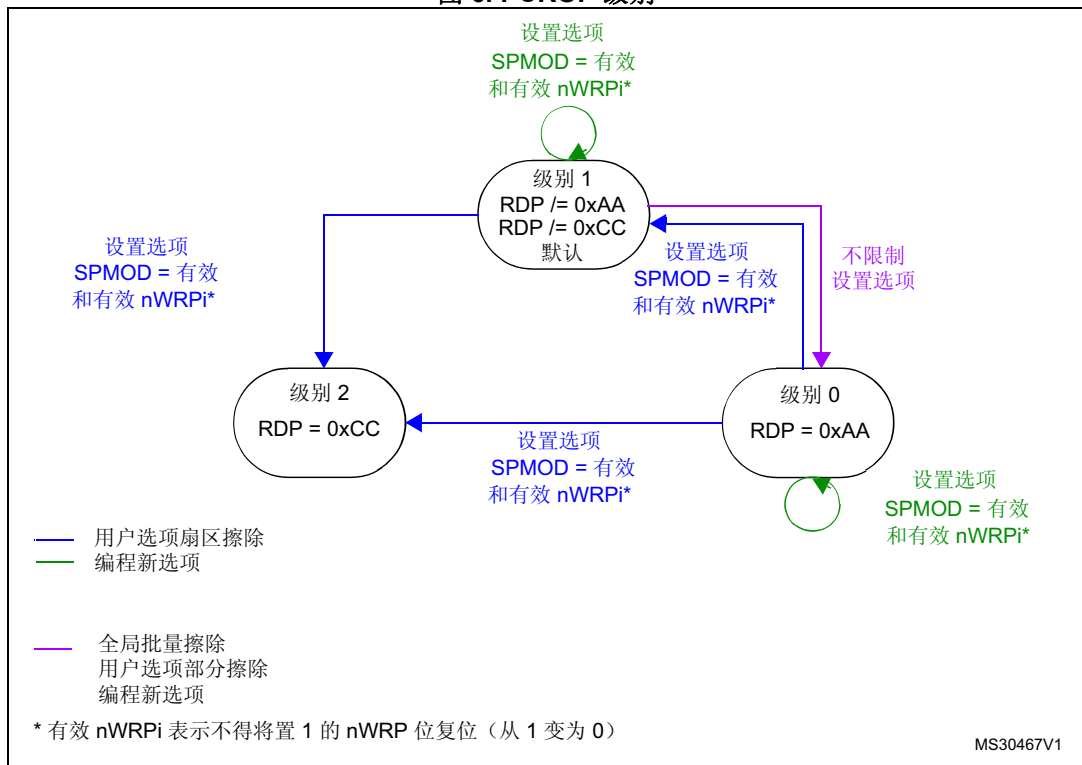 设置选项
SPMOD = 有效
和有效 nWRPi*
级别 1
RDP /= 0xAA
RDP /= 0xCC
默认
设置选项
SPMOD = 有效
和有效 nWRPi*
设置选项
SPMOD = 有效
和有效 nWRPi*
不限制
设置选项
级别 2
RDP = 0xCC
级别 0
RDP = 0xAA
设置选项
SPMOD = 有效
和有效 nWRPi*
设置选项
SPMOD = 有效
和有效 nWRPi*
用户选项扇区擦除
编程新选项
全局批量擦除
用户选项部分擦除
编程新选项
* 有效 nWRPi 表示不得将置 1 的 nWRP 位复位（从 1 变为 0）
MS30467V1